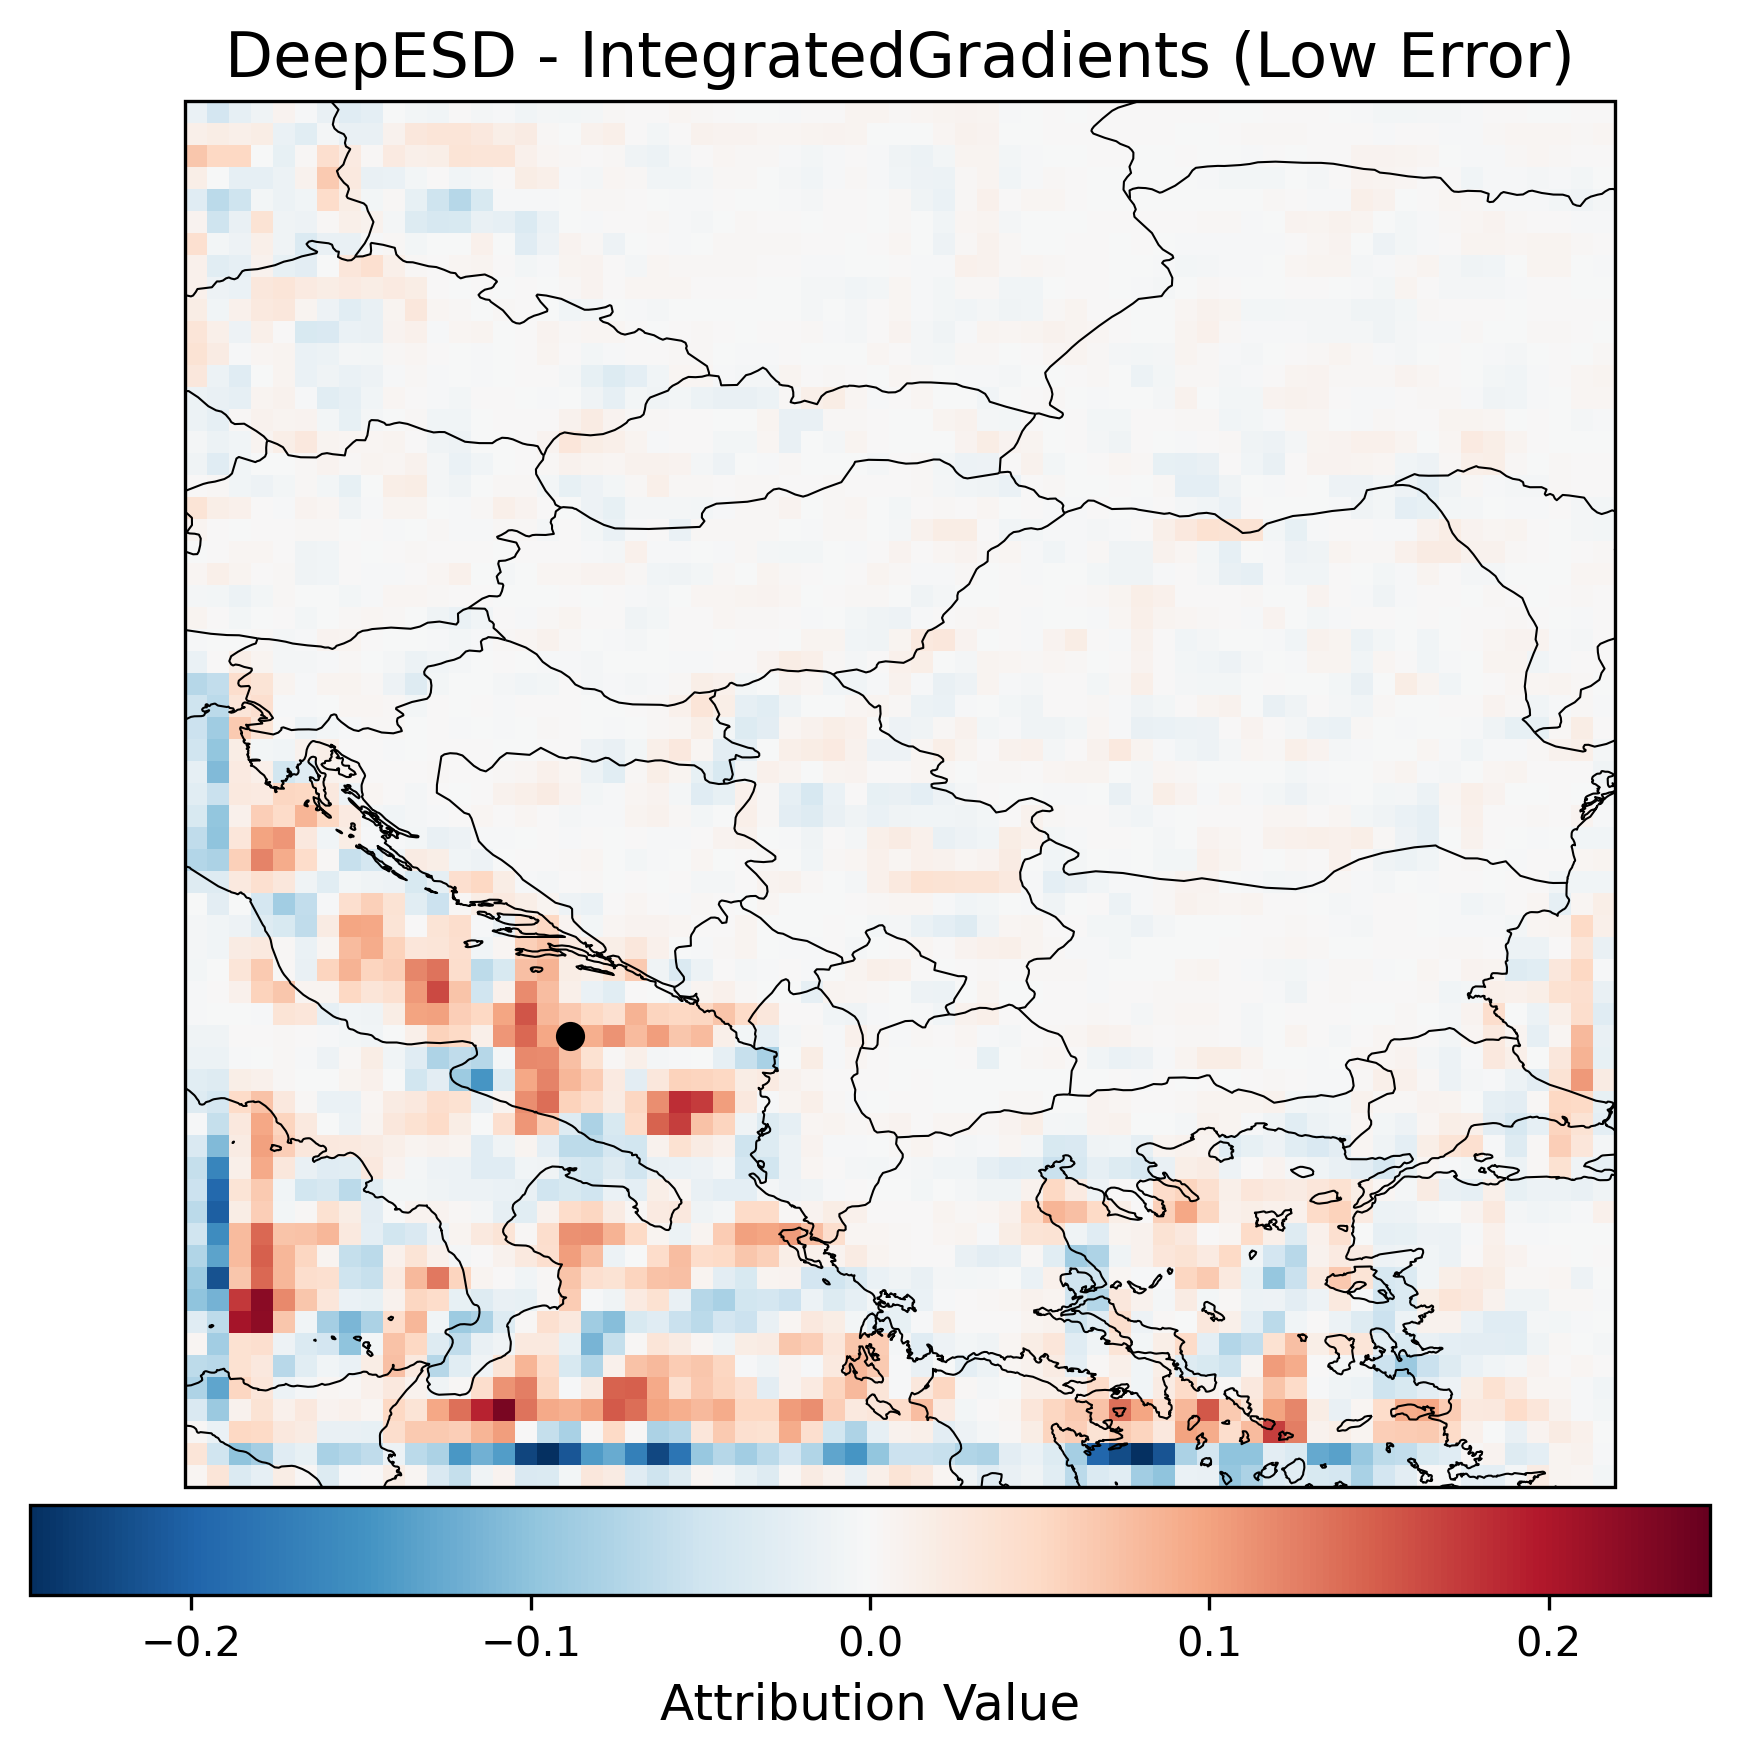 DeepESD - IntegratedGradients (Low Error)
−0.2 −0.1 0.0 0.1 0.2
Attribution Value